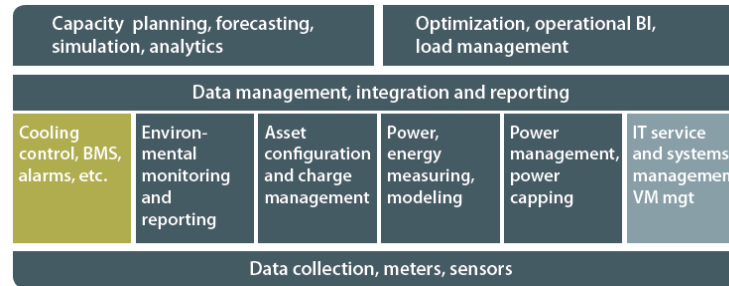 Capacity planning, forecasting,
simulation, analytics
Optimization, operational BI,
load management
Data management, integration and reporting
Cooling
control, BMS,
alarms, etc.
Environ-
mental
monitoring
and
reporting
Asset
configuration
and charge
management
Power,
energy
measuring,
modeling
Power
management,
power
capping
IT service
and systems
managemen
VM mgt
Data collection, meters, sensors